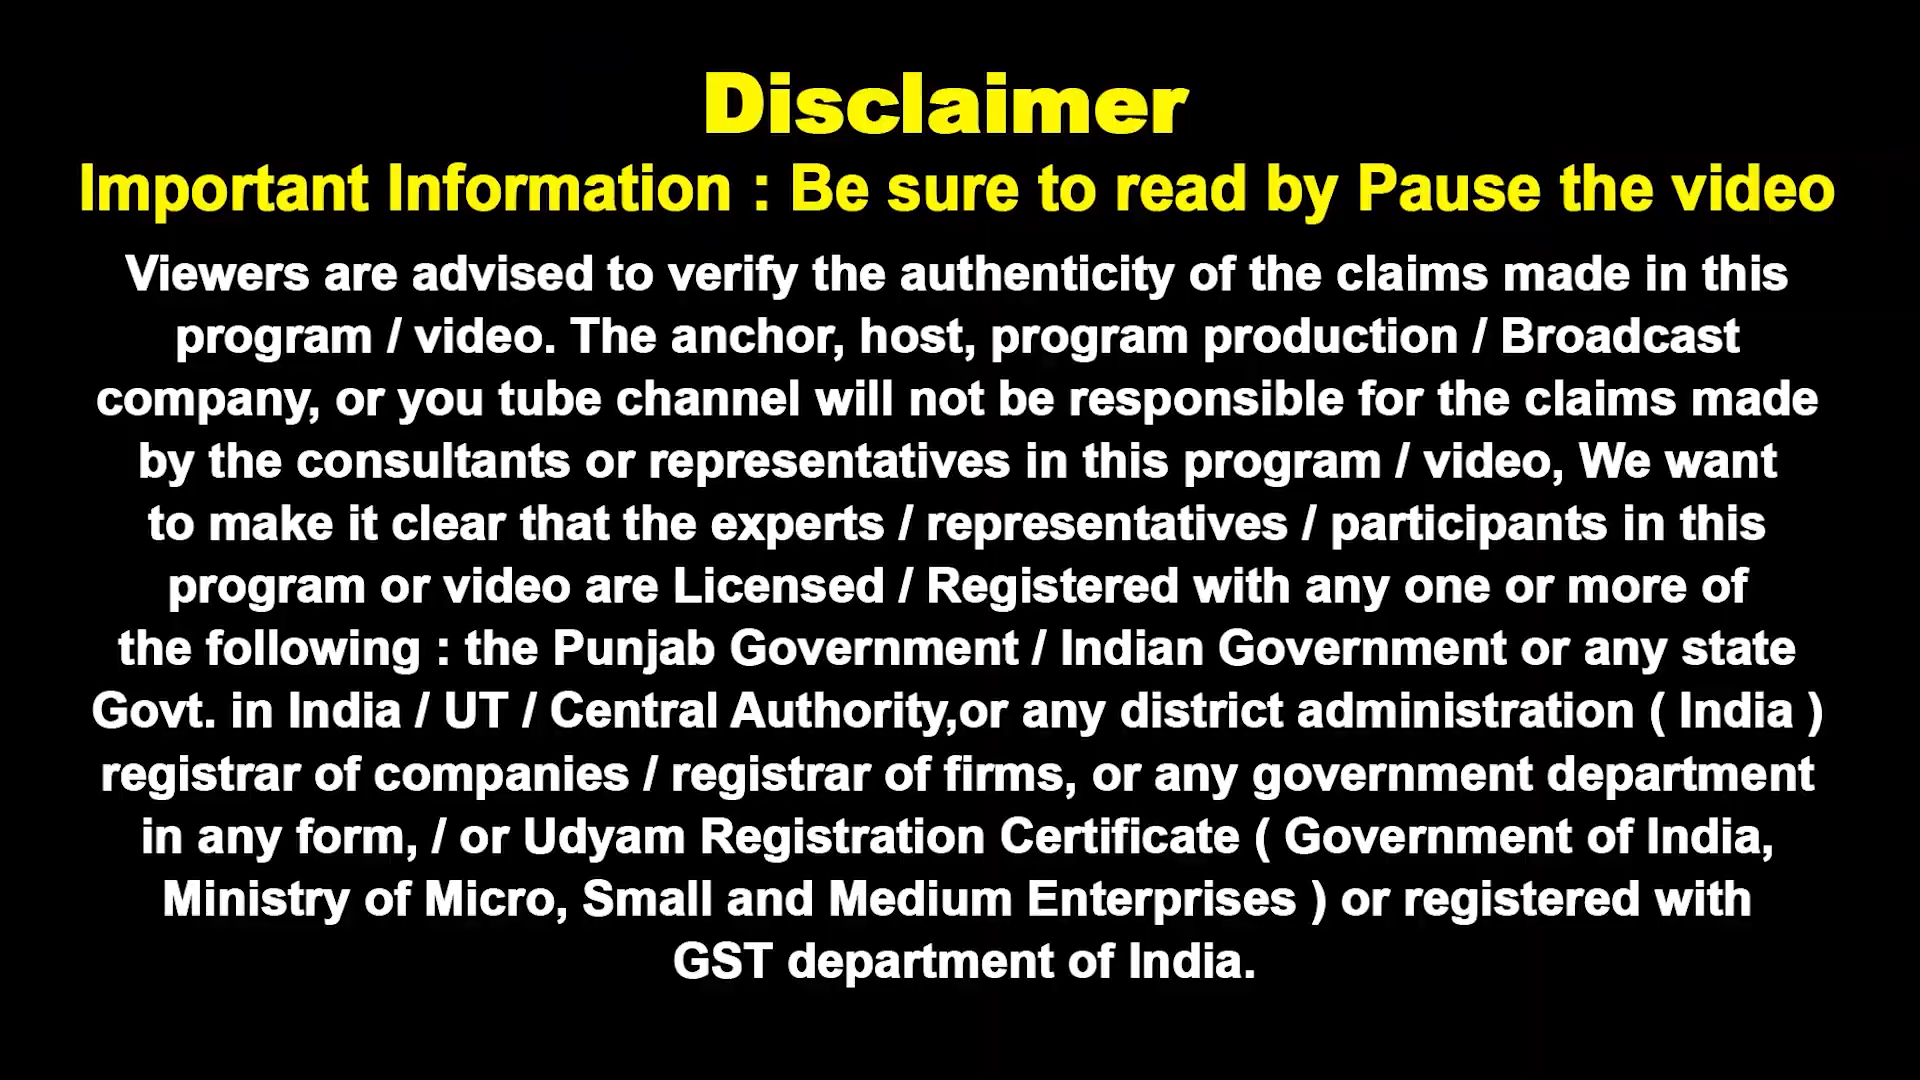 Disclaimer
Important Information : Be sure to read by Pause the video
Viewers are advised to verify the authenticity of the claims made in this
program / video. The anchor, host, program production / Broadcast
company, or you tube channel will not be responsible for the claims made
by the consultants or representatives in this program / video, We want
to make it clear that the experts / representatives / participants in this
program or video are Licensed / Registered with any one or more of
the following : the Punjab Government / Indian Government or any state
Govt. in India / UT / Central Authority,or any district administration ( India )
registrar of companies / registrar of firms, or any government department
in any form, / or Udyam Registration Certificate ( Government of India,
Ministry of Micro, Small and Medium Enterprises ) or registered with
GST department of India.